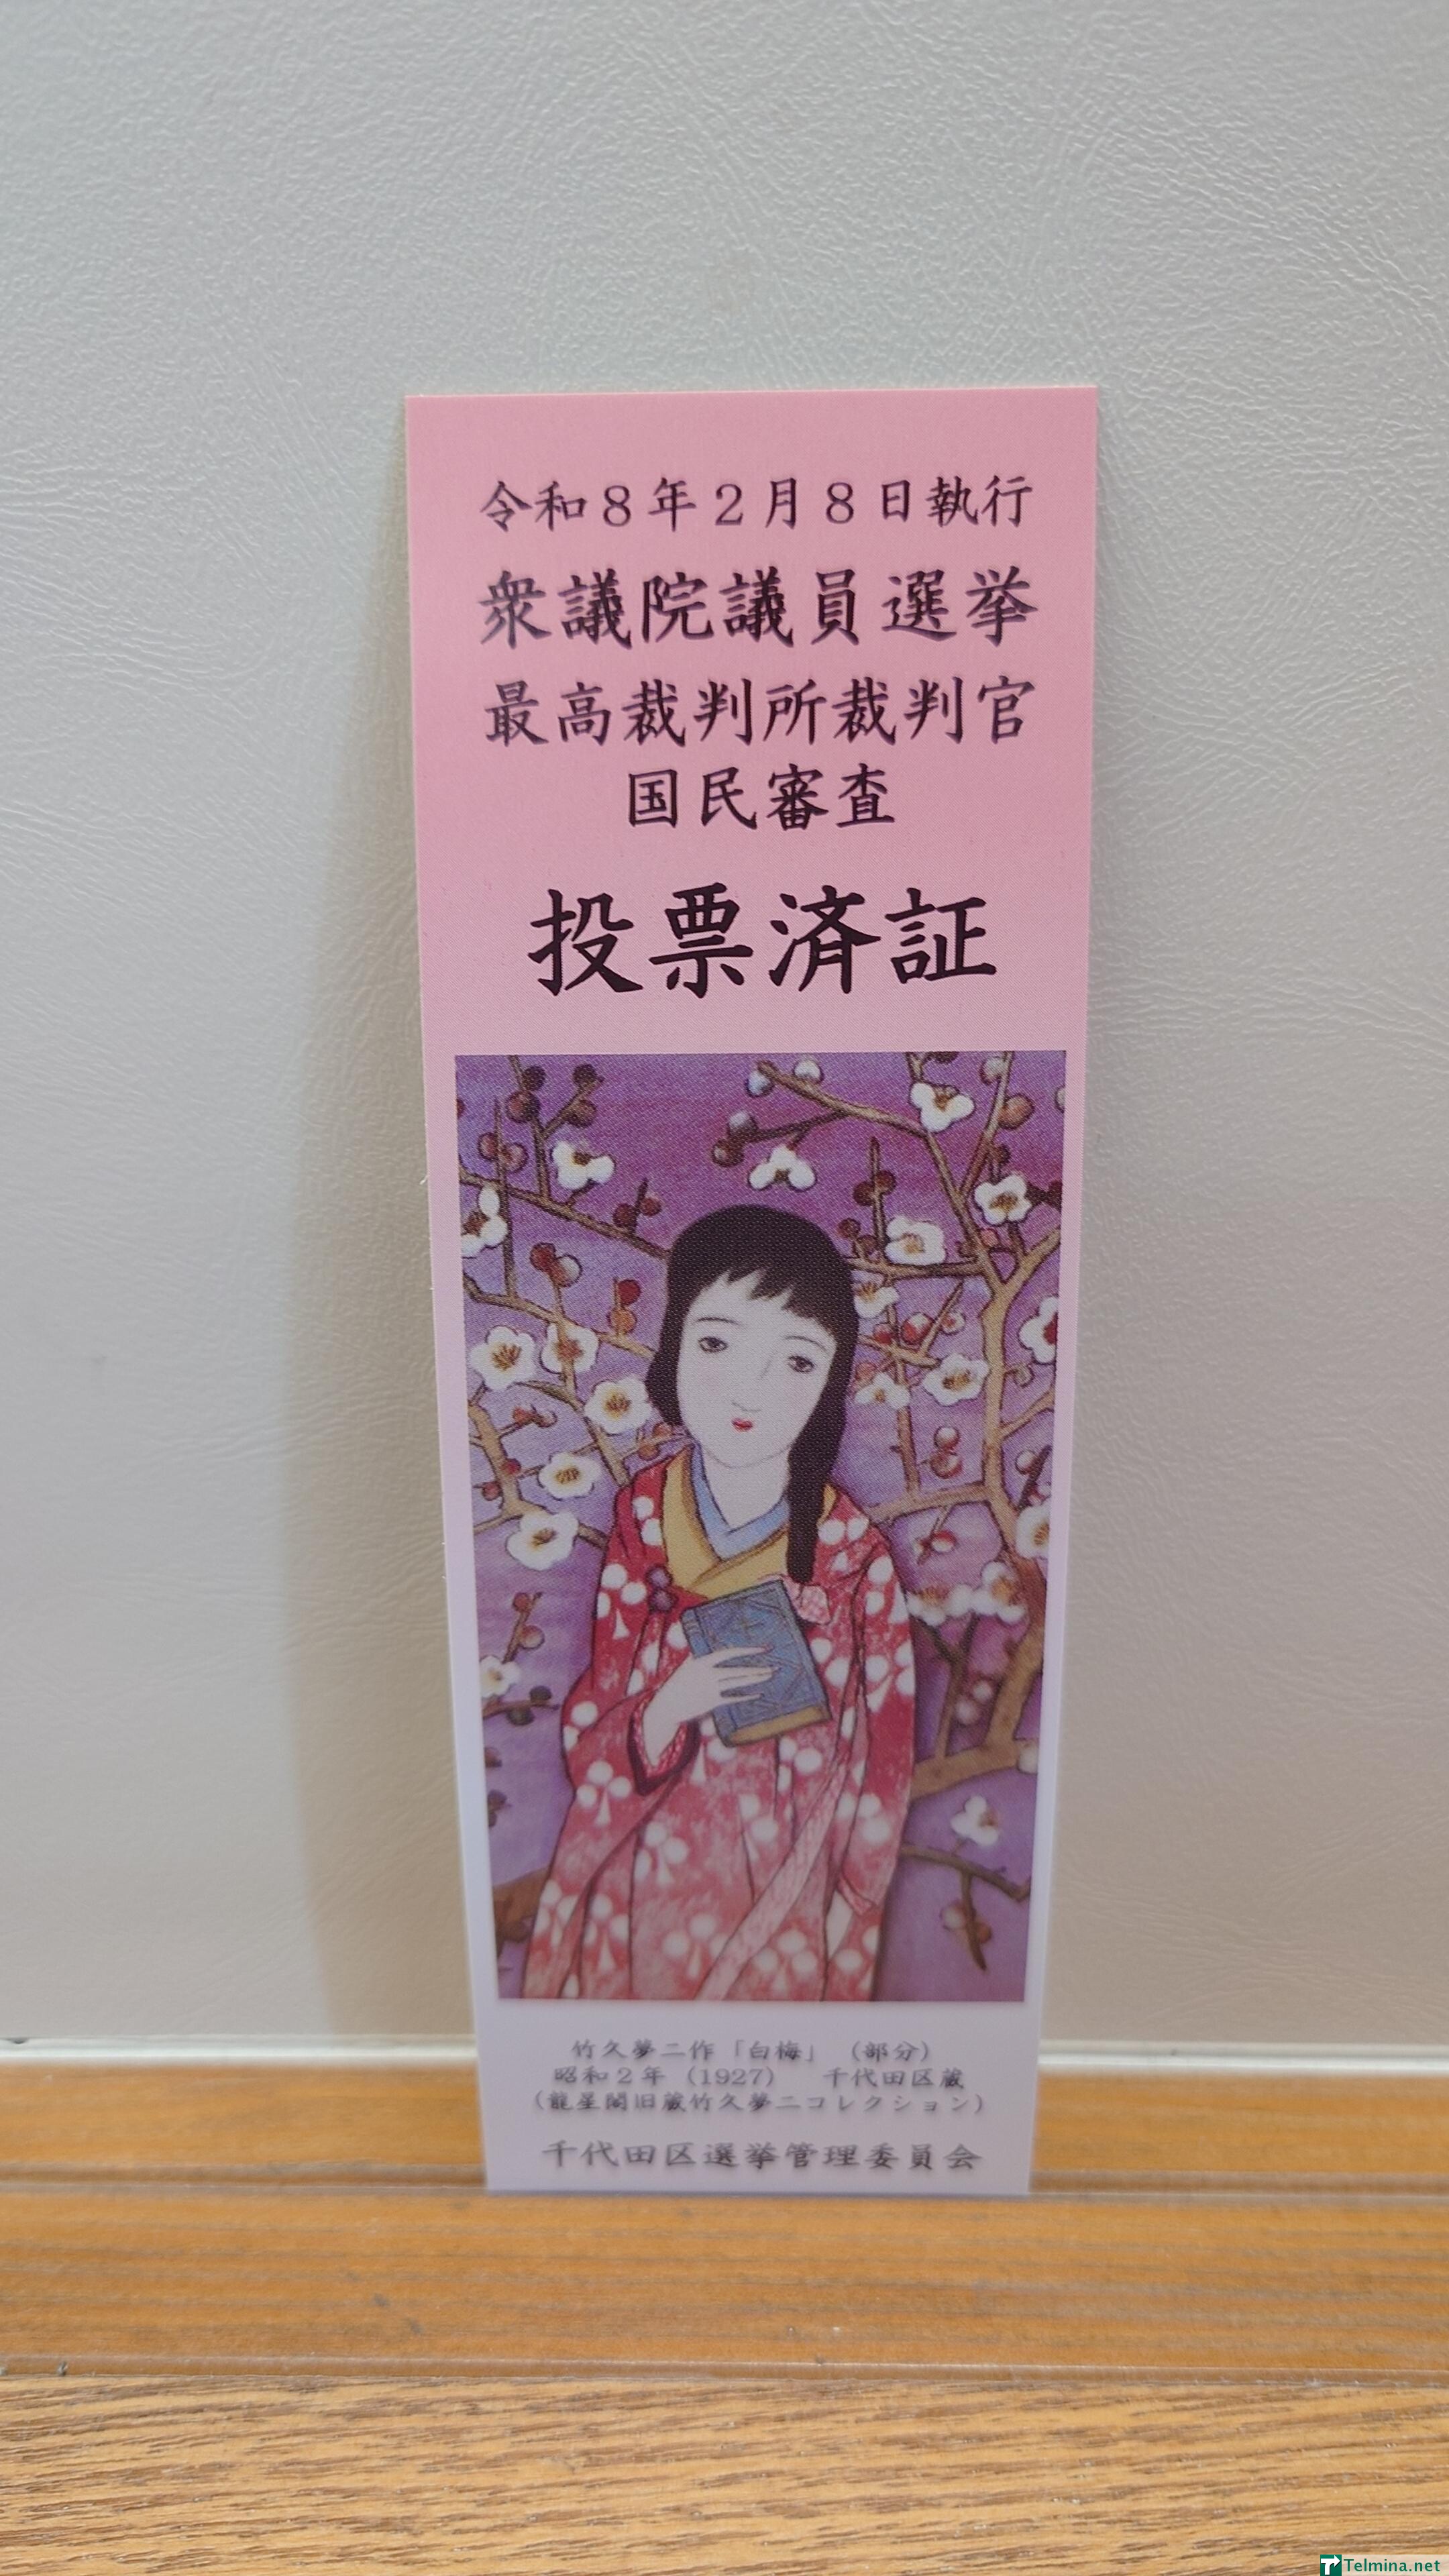 令和8年2月8日執行
衆議院議員選挙
最高裁判所裁判官
国民審査
投票済証
竹久夢二作「白梅」(部分)
昭和2年(1927) 千代田区蔵
(龍星閣旧蔵竹久夢二コレクション)
千代田区選挙管理委員会
Telmina.net